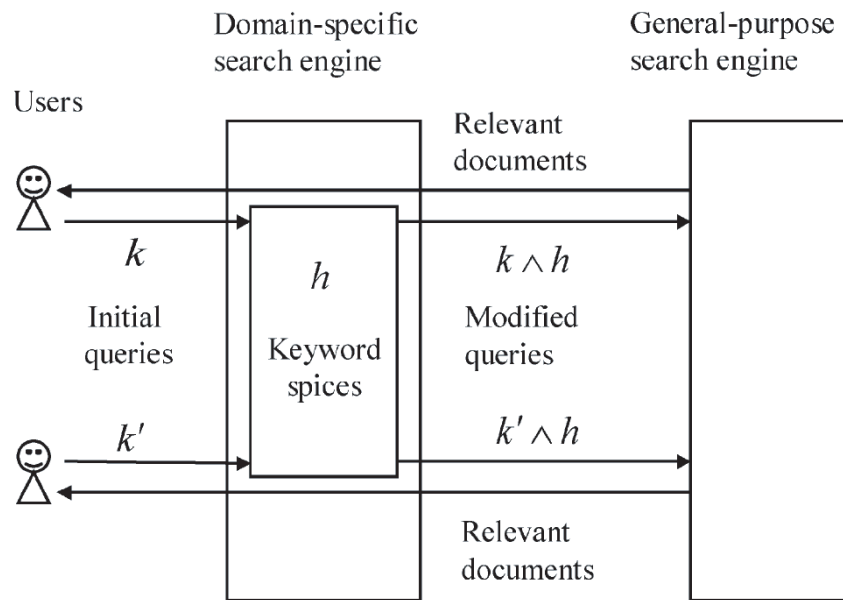 Domain-specific
search engine
General-purpose
search engine
Users
Relevant
documents
k
k ∧ h
h
Initial
queries
Keyword
spices
Modified
queries
k′
k′ ∧ h
Relevant
documents